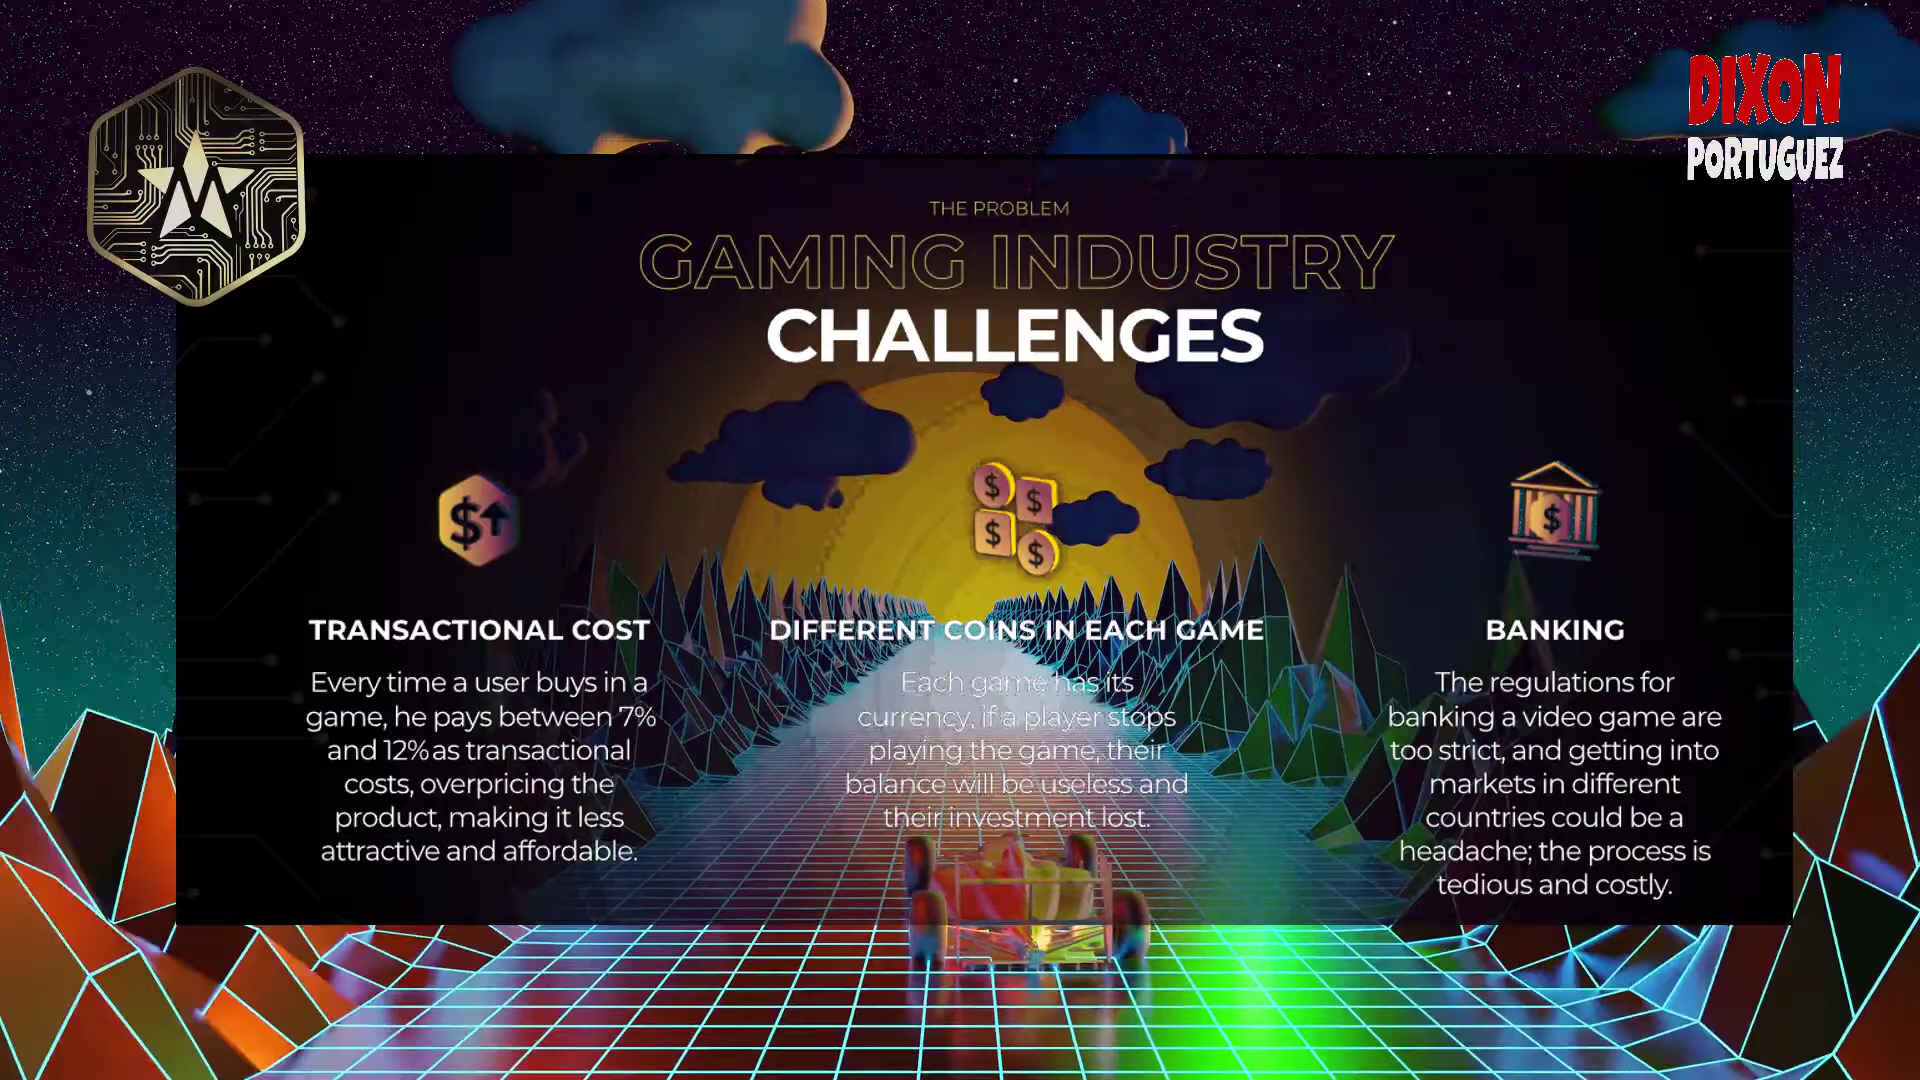 DIXON
PORTUGUEZ
THE PROBLEM
GAMING INDUSTRY
CHALLENGES
TRANSACTIONAL COST
Every time a user buys in a
game, he pays between 7%
and 12% as transactional
costs, overpricing the
product, making it less
attractive and affordable.
DIFFERENT COINS IN EACH GAME
Each game has its
currency, if a player stops
playing the game, their
balance will be useless and
their investment lost.
BANKING
The regulations for
banking a video game are
too strict, and getting into
markets in different
countries could be a
headache; the process is
tedious and costly.